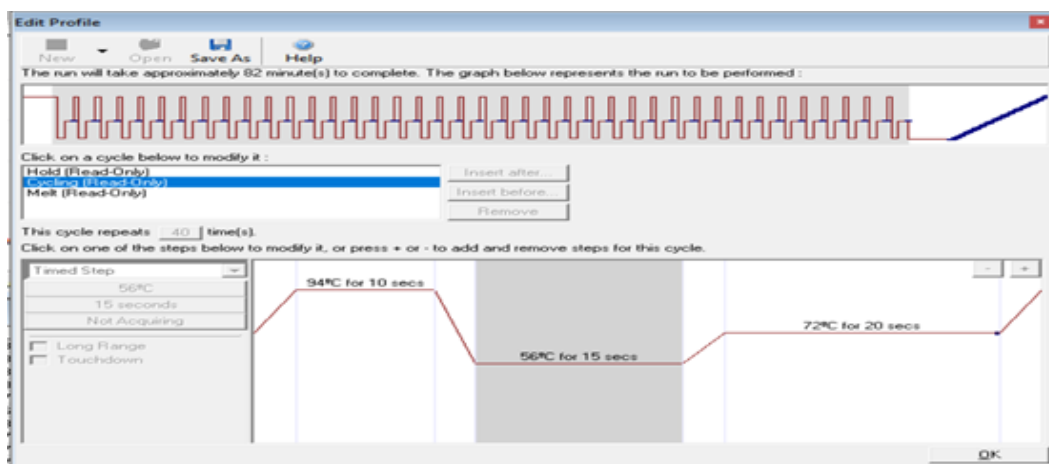 Edit Profile
New Open Save As Help
The run will take approximately 82 minute(s) to complete. The graph below represents the run to be performed :
Click on a cycle below to modify it :
Hold (Read-Only)
Cycling (Read-Only)
Melt (Read-Only)
Insert after...
Insert before...
Remove
This cycle repeats 40 time(s).
Click on one of the steps below to modify it, or press + or - to add and remove steps for this cycle.
Timed Step
56ºC
15 seconds
Not Acquiring
Long Range
Touchdown
94ºC for 10 secs
56ºC for 15 secs
72ºC for 20 secs
- +
OK